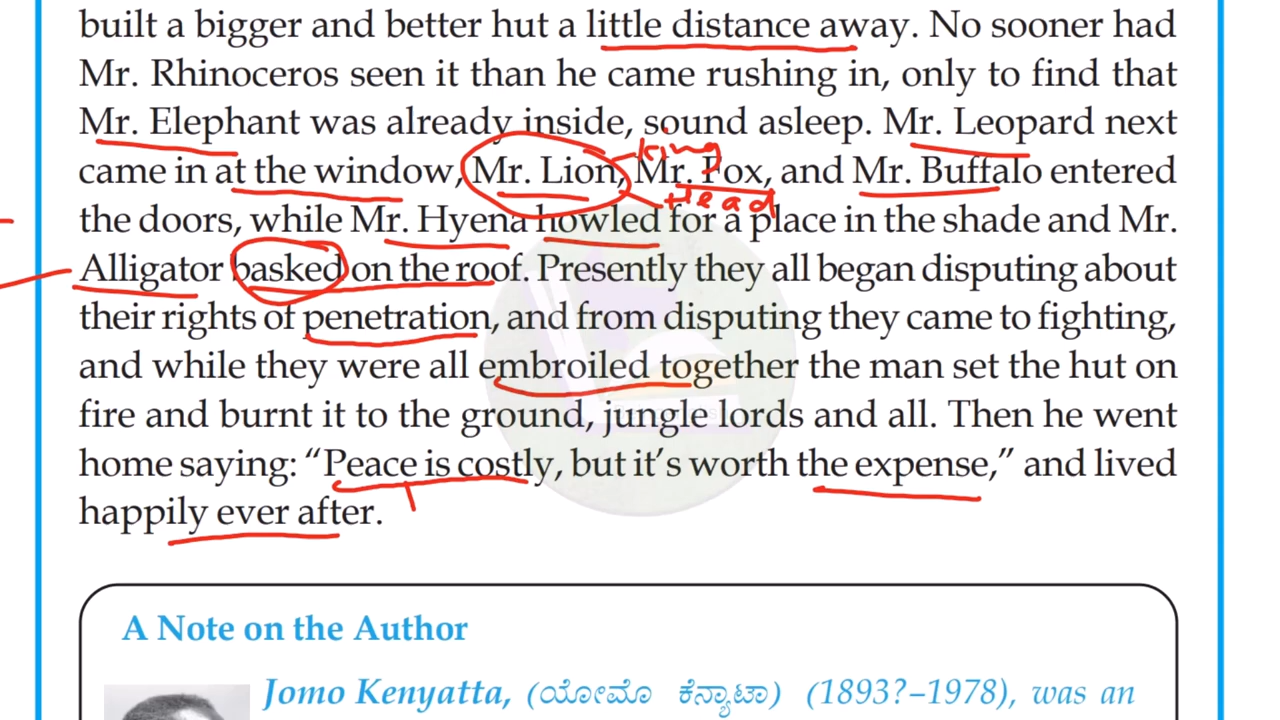 built a bigger and better hut a little distance away. No sooner had
Mr. Rhinoceros seen it than he came rushing in, only to find that
Mr. Elephant was already inside, sound asleep. Mr. Leopard next
king
came in at the window, Mr. Lion, Mr. Fox, and Mr. Buffalo entered
Head
the doors, while Mr. Hyena howled for a place in the shade and Mr.
Alligator basked on the roof. Presently they all began disputing about
their rights of penetration, and from disputing they came to fighting,
and while they were all embroiled together the man set the hut on
fire and burnt it to the ground, jungle lords and all. Then he went
home saying: “Peace is costly, but it’s worth the expense,” and lived
happily ever after.
A Note on the Author
Jomo Kenyatta, (ಯೋಮೊ ಕೆನ್ಯಾಟಾ) (1893?–1978), was an